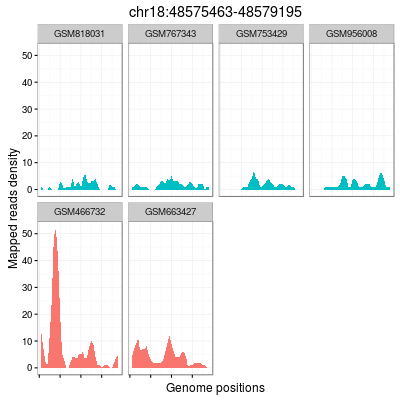 chr18:48575463-48579195
GSM818031 GSM767343 GSM753429 GSM956008
50
40
30
20
10
0
Mapped reads density
GSM466732 GSM663427
50
40
30
20
10
0
Genome positions